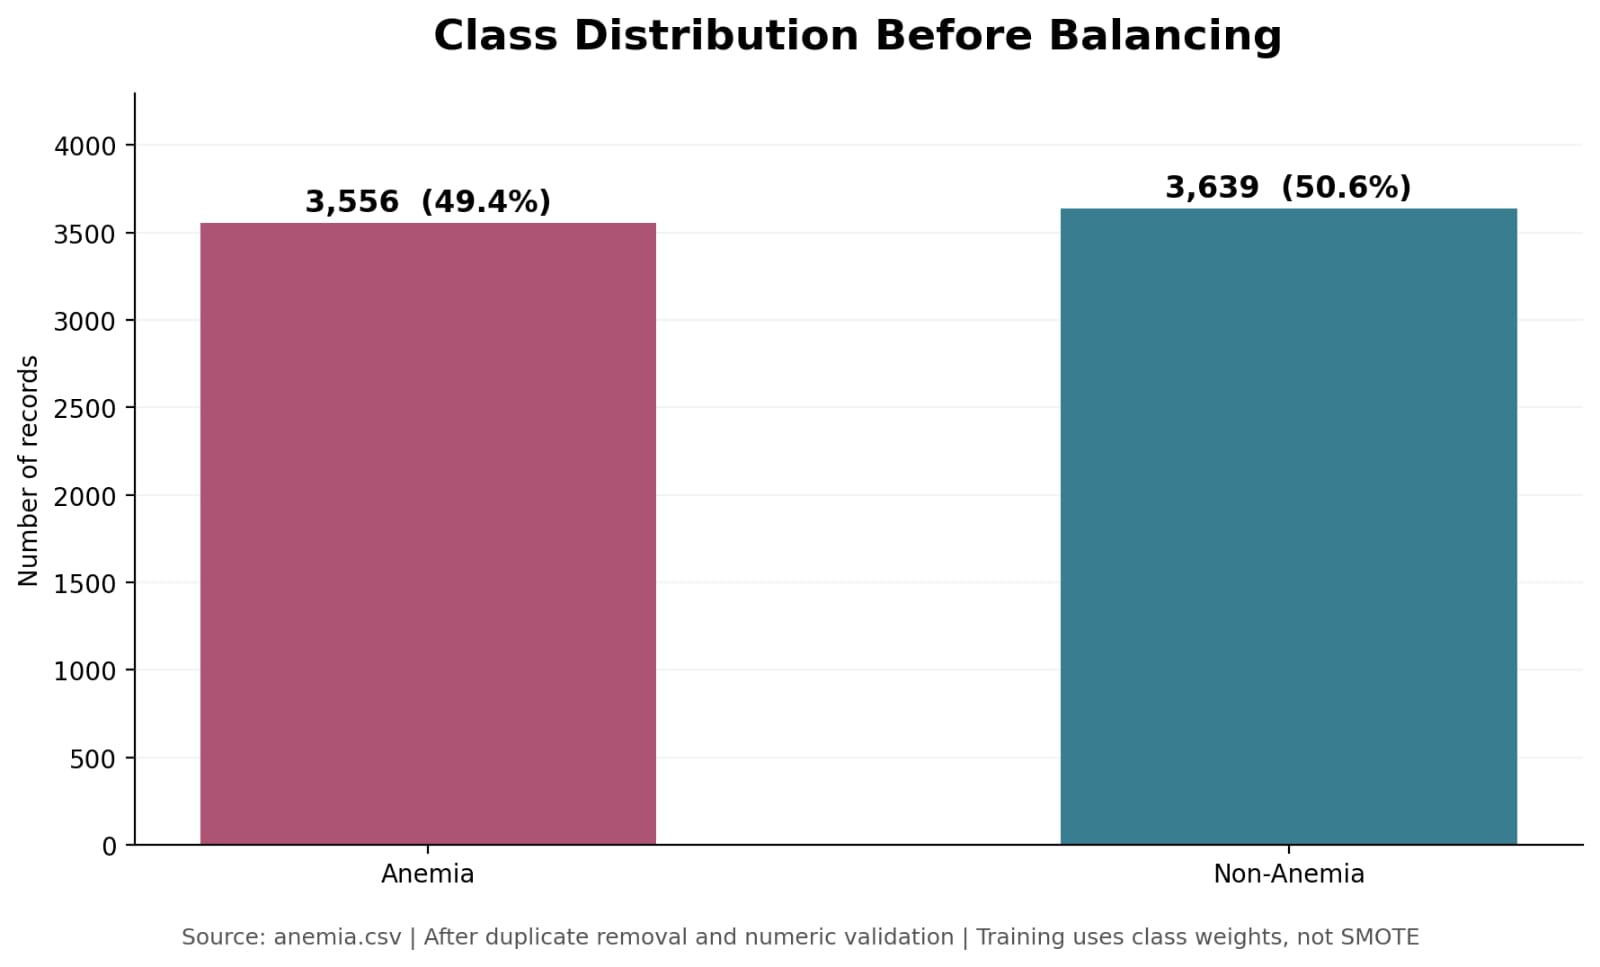 Class Distribution Before Balancing
4000
3500
3000
2500
2000
1500
1000
500
0
Number of records
3,556 (49.4%)
3,639 (50.6%)
Anemia
Non-Anemia
Source: anemia.csv | After duplicate removal and numeric validation | Training uses class weights, not SMOTE